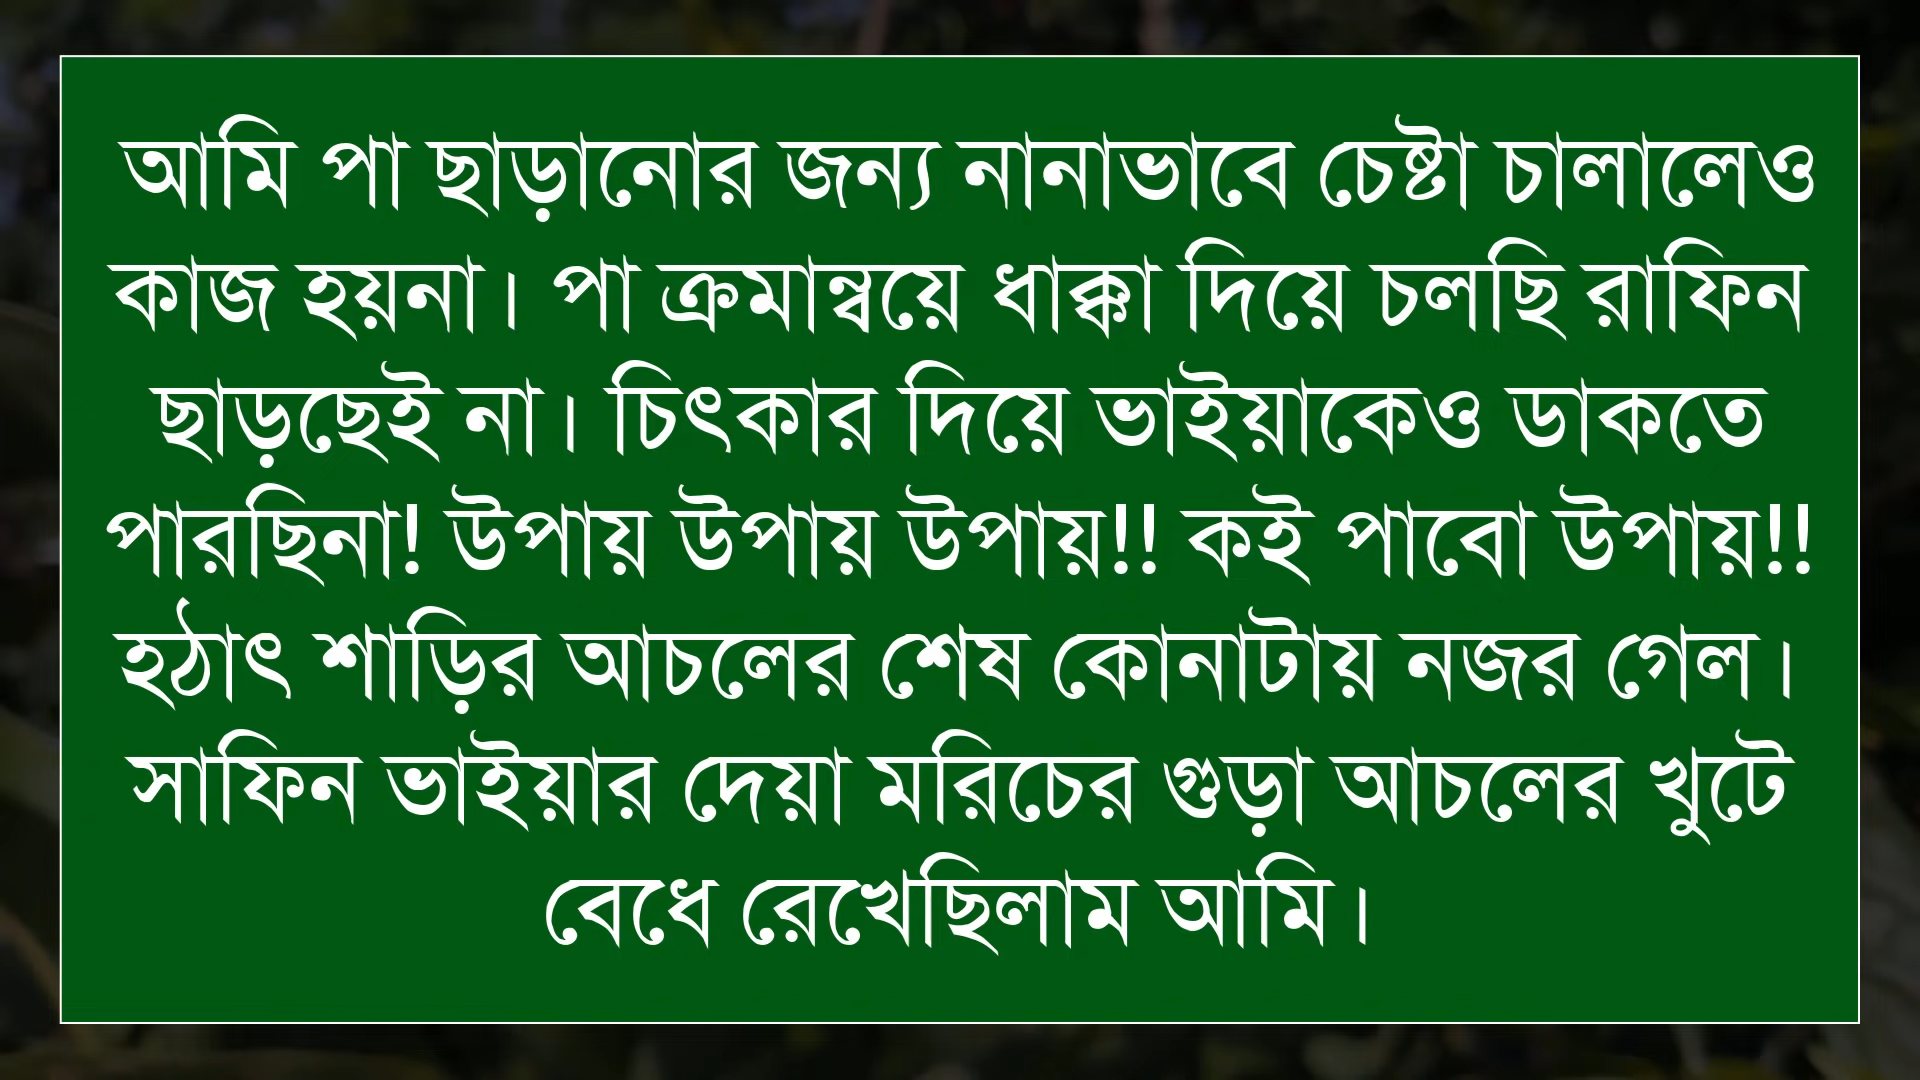 আমি পা ছাড়ানোর জন্য নানাভাবে চেষ্টা চালালেও
কাজ হয়না। পা ক্রমান্বয়ে ধাক্কা দিয়ে চলছি রাফিন
ছাড়ছেই না। চিৎকার দিয়ে ভাইয়াকেও ডাকতে
পারছিনা! উপায় উপায় উপায়!! কই পাবো উপায়!!
হঠাৎ শাড়ির আচলের শেষ কোনাটায় নজর গেল।
সাফিন ভাইয়ার দেয়া মরিচের গুড়া আচলের খুটে
বেধে রেখেছিলাম আমি।